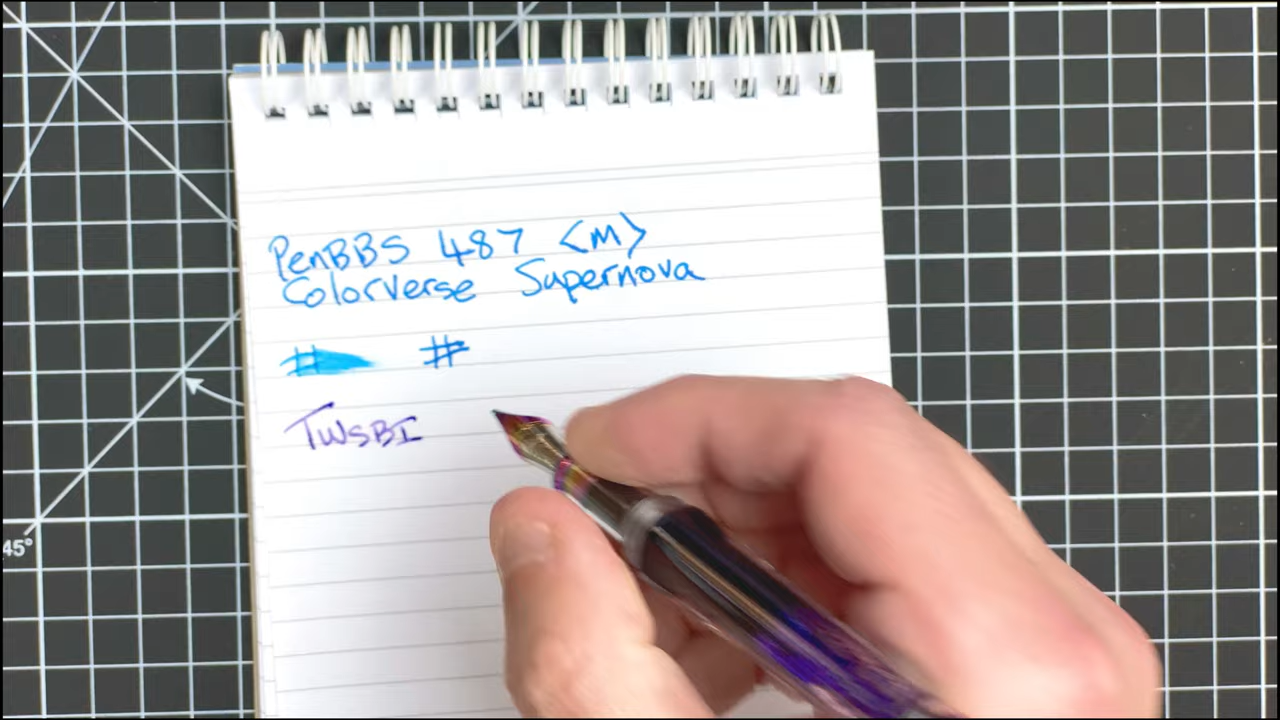 PenBBS 487 <M>
Colorverse Supernova
# #
TWSBI
45°